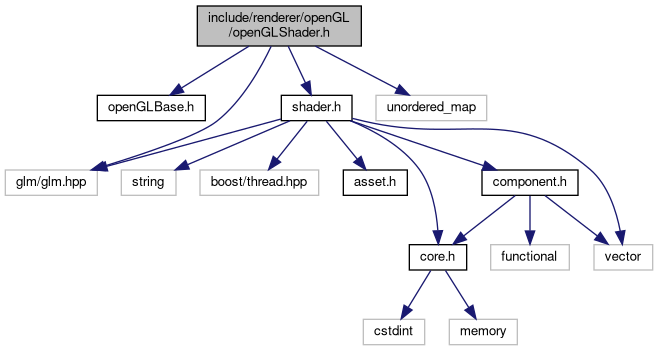 include/renderer/openGL
/openGLShader.h
openGLBase.h
shader.h
unordered_map
glm/glm.hpp
string
boost/thread.hpp
asset.h
component.h
core.h
functional
vector
cstdint
memory